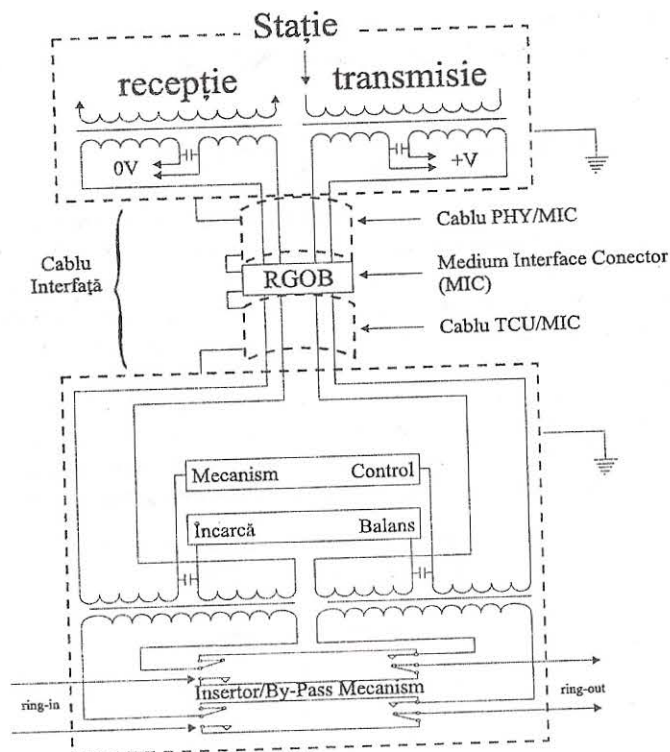 Stație
recepție
transmisie
0V
+V
Cablu PHY/MIC
Cablu
Interfață
Medium Interface Conector
(MIC)
RGOB
Cablu TCU/MIC
Mecanism Control
Încarcă Balans
Insertor/By-Pass Mecanism
ring-in
ring-out